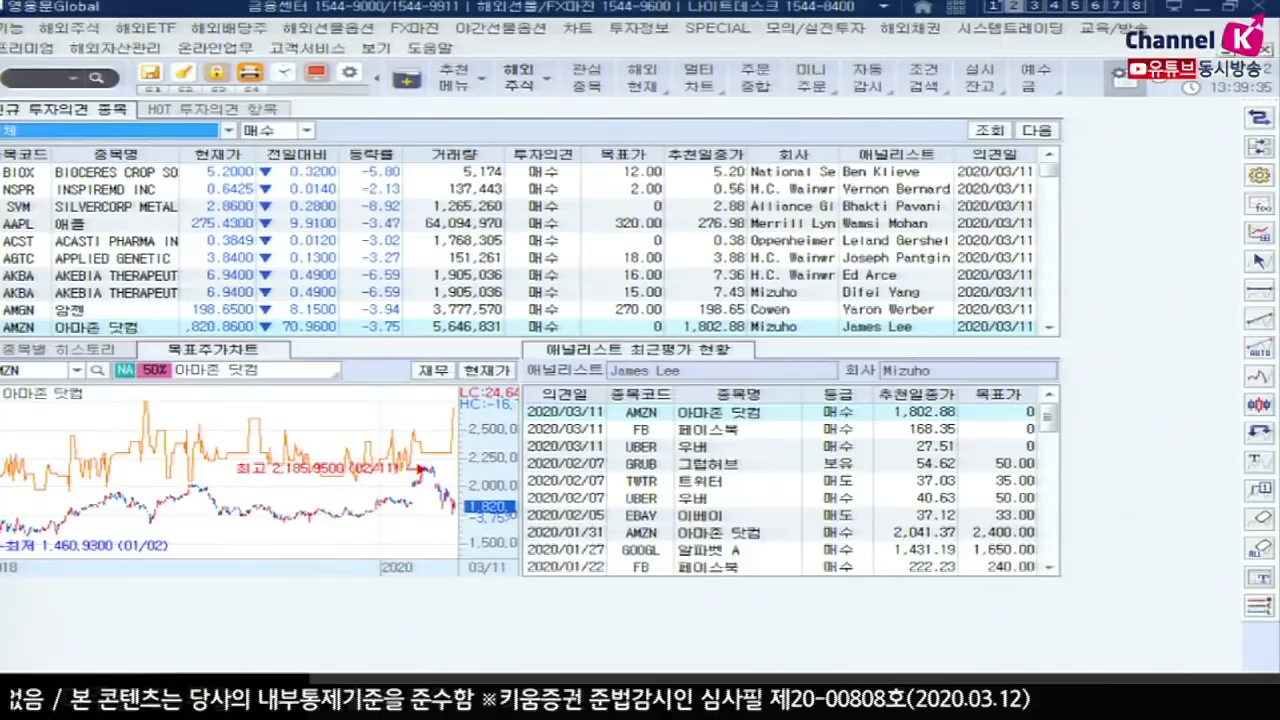 영웅문Global 금융센터 1544-9000/1544-9911 | 해외선물/FX마진 1544-9600 | 나이트데스크 1544-8400 1 2 3 4 5 6 7 8
기능 해외주식 해외ETF 해외배당주 해외선물옵션 FX마진 야간선물옵션 차트 투자정보 SPECIAL 모의/실전투자 해외채권 시스템트레이딩 교육/방송
프리미엄 해외자산관리 온라인업무 고객서비스 보기 도움말
Channel K
유튜브동시방송
추천메뉴 해외주식 관심종목 해외현재 멀티차트 주문종합 미니주문 자동감시 조건검색 실시잔고 예수금
13:39:35
신규 투자의견 종목 HOT 투자의견 항목
체 매수 조회 다음
목코드 종목명 현재가 전일대비 등락률 거래량 투자의견 목표가 추천일종가 회사 애널리스트 의견일
BIOX BIOCERES CROP SO 5.2000 ▼ 0.3200 -5.80 5,174 매수 12.00 5.20 National Se Ben Klieve 2020/03/11
NSPR INSPIREMD INC 0.6425 ▼ 0.0140 -2.13 137,443 매수 2.00 0.56 H.C. Wainwr Vernon Bernard 2020/03/11
SVM SILVERCORP METAL 2.8600 ▼ 0.2800 -8.92 1,265,260 매수 0 2.88 Alliance Gl Bhakti Pavani 2020/03/11
AAPL 애플 275.4300 ▼ 9.9100 -3.47 64,094,970 매수 320.00 276.98 Merrill Lyn Wamsi Mohan 2020/03/11
ACST ACASTI PHARMA IN 0.3849 ▼ 0.0120 -3.02 1,768,305 매수 0 0.38 Oppenheimer Leland Gershel 2020/03/11
AGTC APPLIED GENETIC 3.8400 ▼ 0.1300 -3.27 151,261 매수 18.00 3.88 H.C. Wainwr Joseph Pantgin 2020/03/11
AKBA AKEBIA THERAPEUT 6.9400 ▼ 0.4900 -6.59 1,905,036 매수 16.00 7.36 H.C. Wainwr Ed Arce 2020/03/11
AKBA AKEBIA THERAPEUT 6.9400 ▼ 0.4900 -6.59 1,905,036 매수 15.00 7.43 Mizuho Difei Yang 2020/03/11
AMGN 암젠 198.6500 ▼ 8.1500 -3.94 3,777,570 매수 270.00 198.65 Cowen Yaron Werber 2020/03/11
AMZN 아마존 닷컴 ,820.8600 ▼ 70.9600 -3.75 5,646,831 매수 0 1,802.88 Mizuho James Lee 2020/03/11
종목별 히스토리 목표주가차트
MZN NA 50% 아마존 닷컴 재무 현재가
아마존 닷컴
LC:24,64
HC:-16,
2,500,0
2,250,0
최고 2,185,9500 (02/11)
2,000,0
1,820,
-3,75%
1,500,0
최저 1,460,9300 (01/02)
018 2020 03/11
애널리스트 최근평가 현황
애널리스트 James Lee 회사 Mizuho
의견일 종목코드 종목명 등급 추천일종가 목표가
2020/03/11 AMZN 아마존 닷컴 매수 1,802.88 0
2020/03/11 FB 페이스북 매수 168.35 0
2020/03/11 UBER 우버 매수 27.51 0
2020/02/07 GRUB 그럽허브 보유 54.62 50.00
2020/02/07 TWTR 트위터 매도 37.03 35.00
2020/02/07 UBER 우버 매수 40.63 50.00
2020/02/05 EBAY 이베이 매도 37.12 33.00
2020/01/31 AMZN 아마존 닷컴 매수 2,041.37 2,400.00
2020/01/27 GOOGL 알파벳 A 매수 1,431.19 1,650.00
2020/01/22 FB 페이스북 매수 222.23 240.00
없음 / 본 콘텐츠는 당사의 내부통제기준을 준수함 ※키움증권 준법감시인 심사필 제20-00808호(2020.03.12)